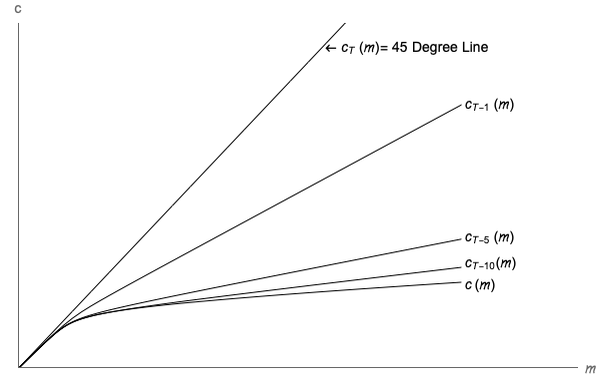 c
← c_T (m)= 45 Degree Line
c_{T−1} (m)
c_{T−5} (m)
c_{T−10}(m)
c (m)
m